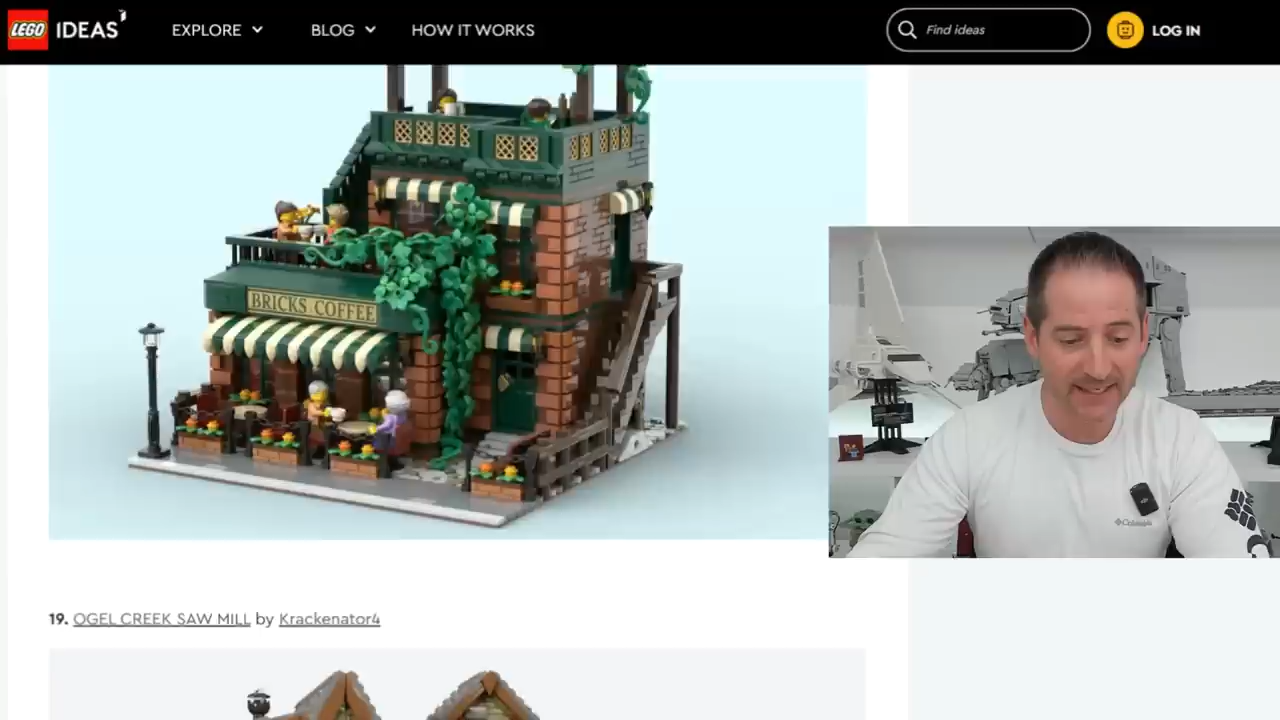 LEGO IDEAS
EXPLORE
BLOG
HOW IT WORKS
Find ideas
LOG IN
BRICKS COFFEE
Columbia
19. OGEL CREEK SAW MILL by Krackenator4